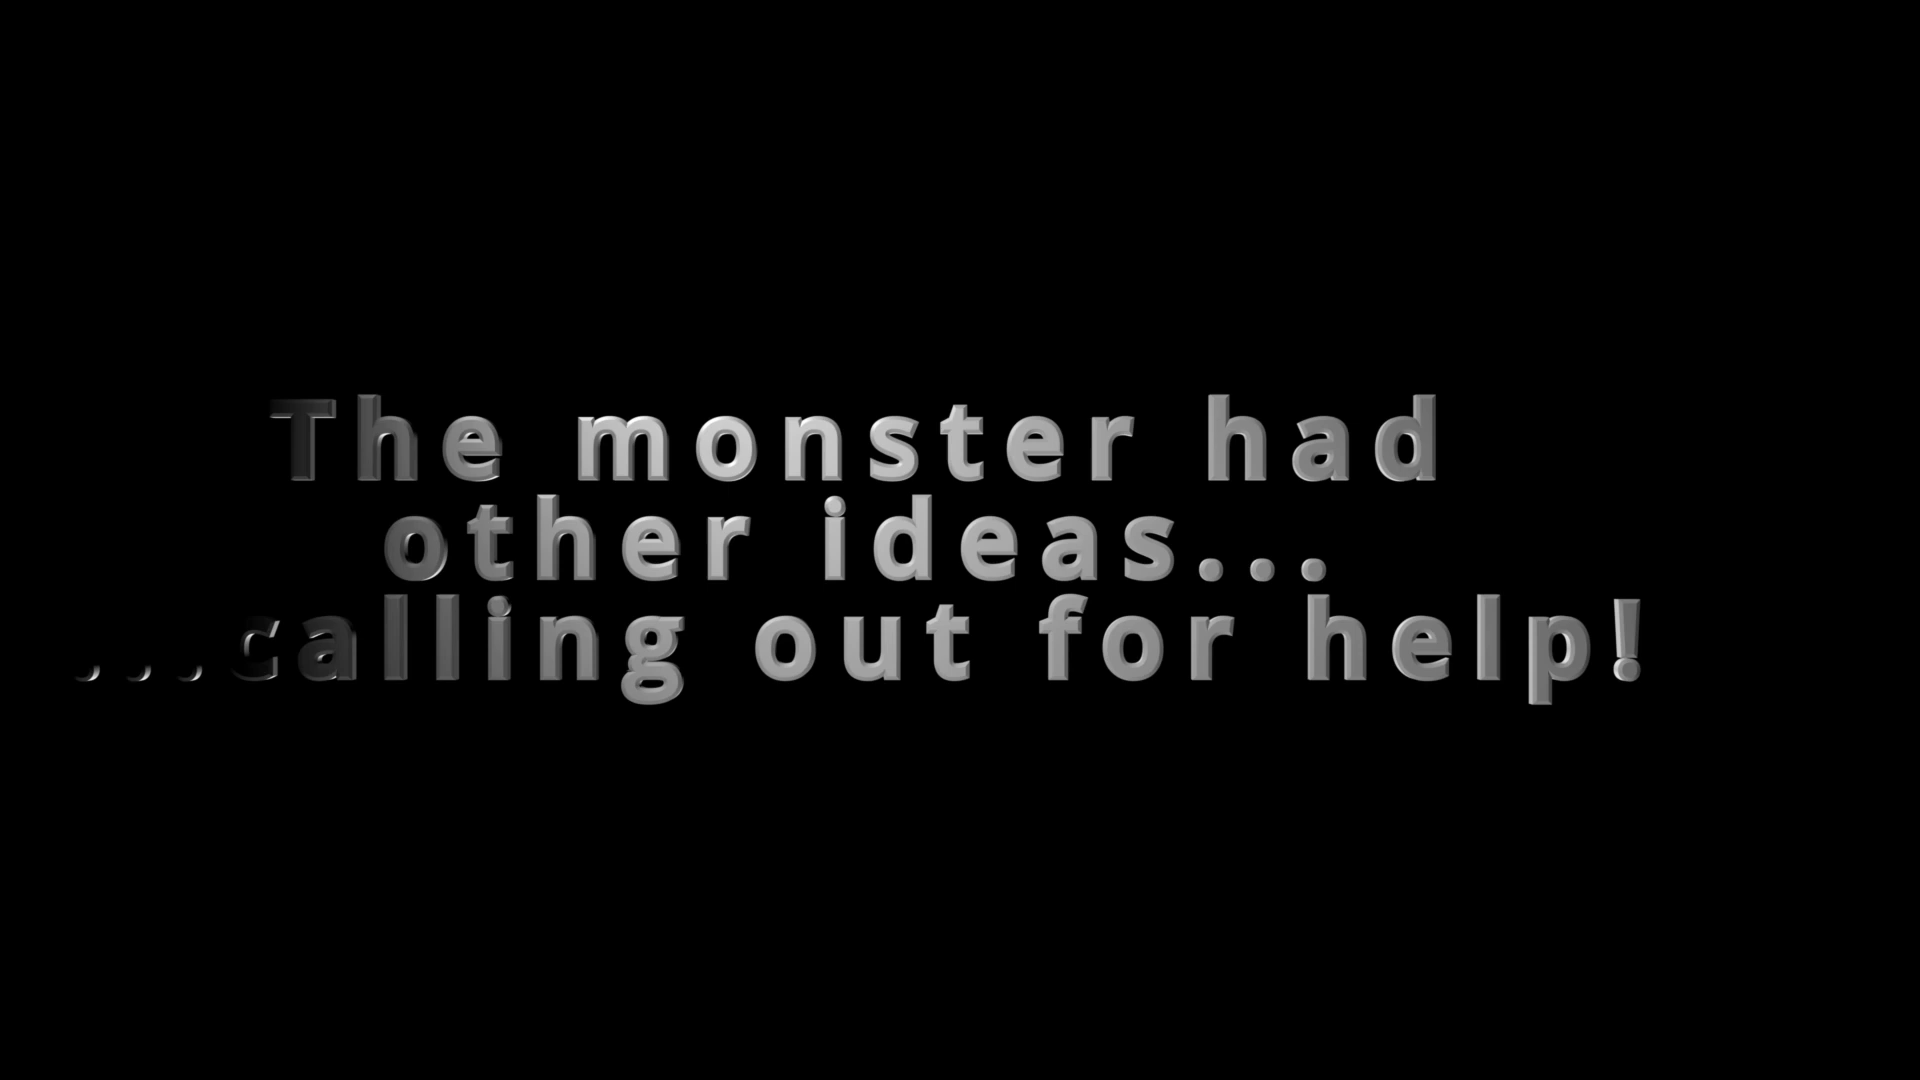 The monster had
other ideas...
...calling out for help!